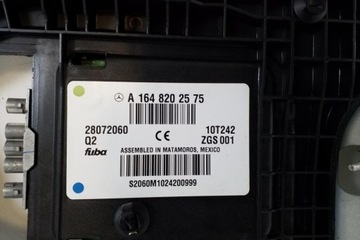 A 164 820 25 75
28072060 10T242
Q2 CE ZGS 001
fuba ASSEMBLED IN MATAMOROS, MEXICO
S2060M1024200999